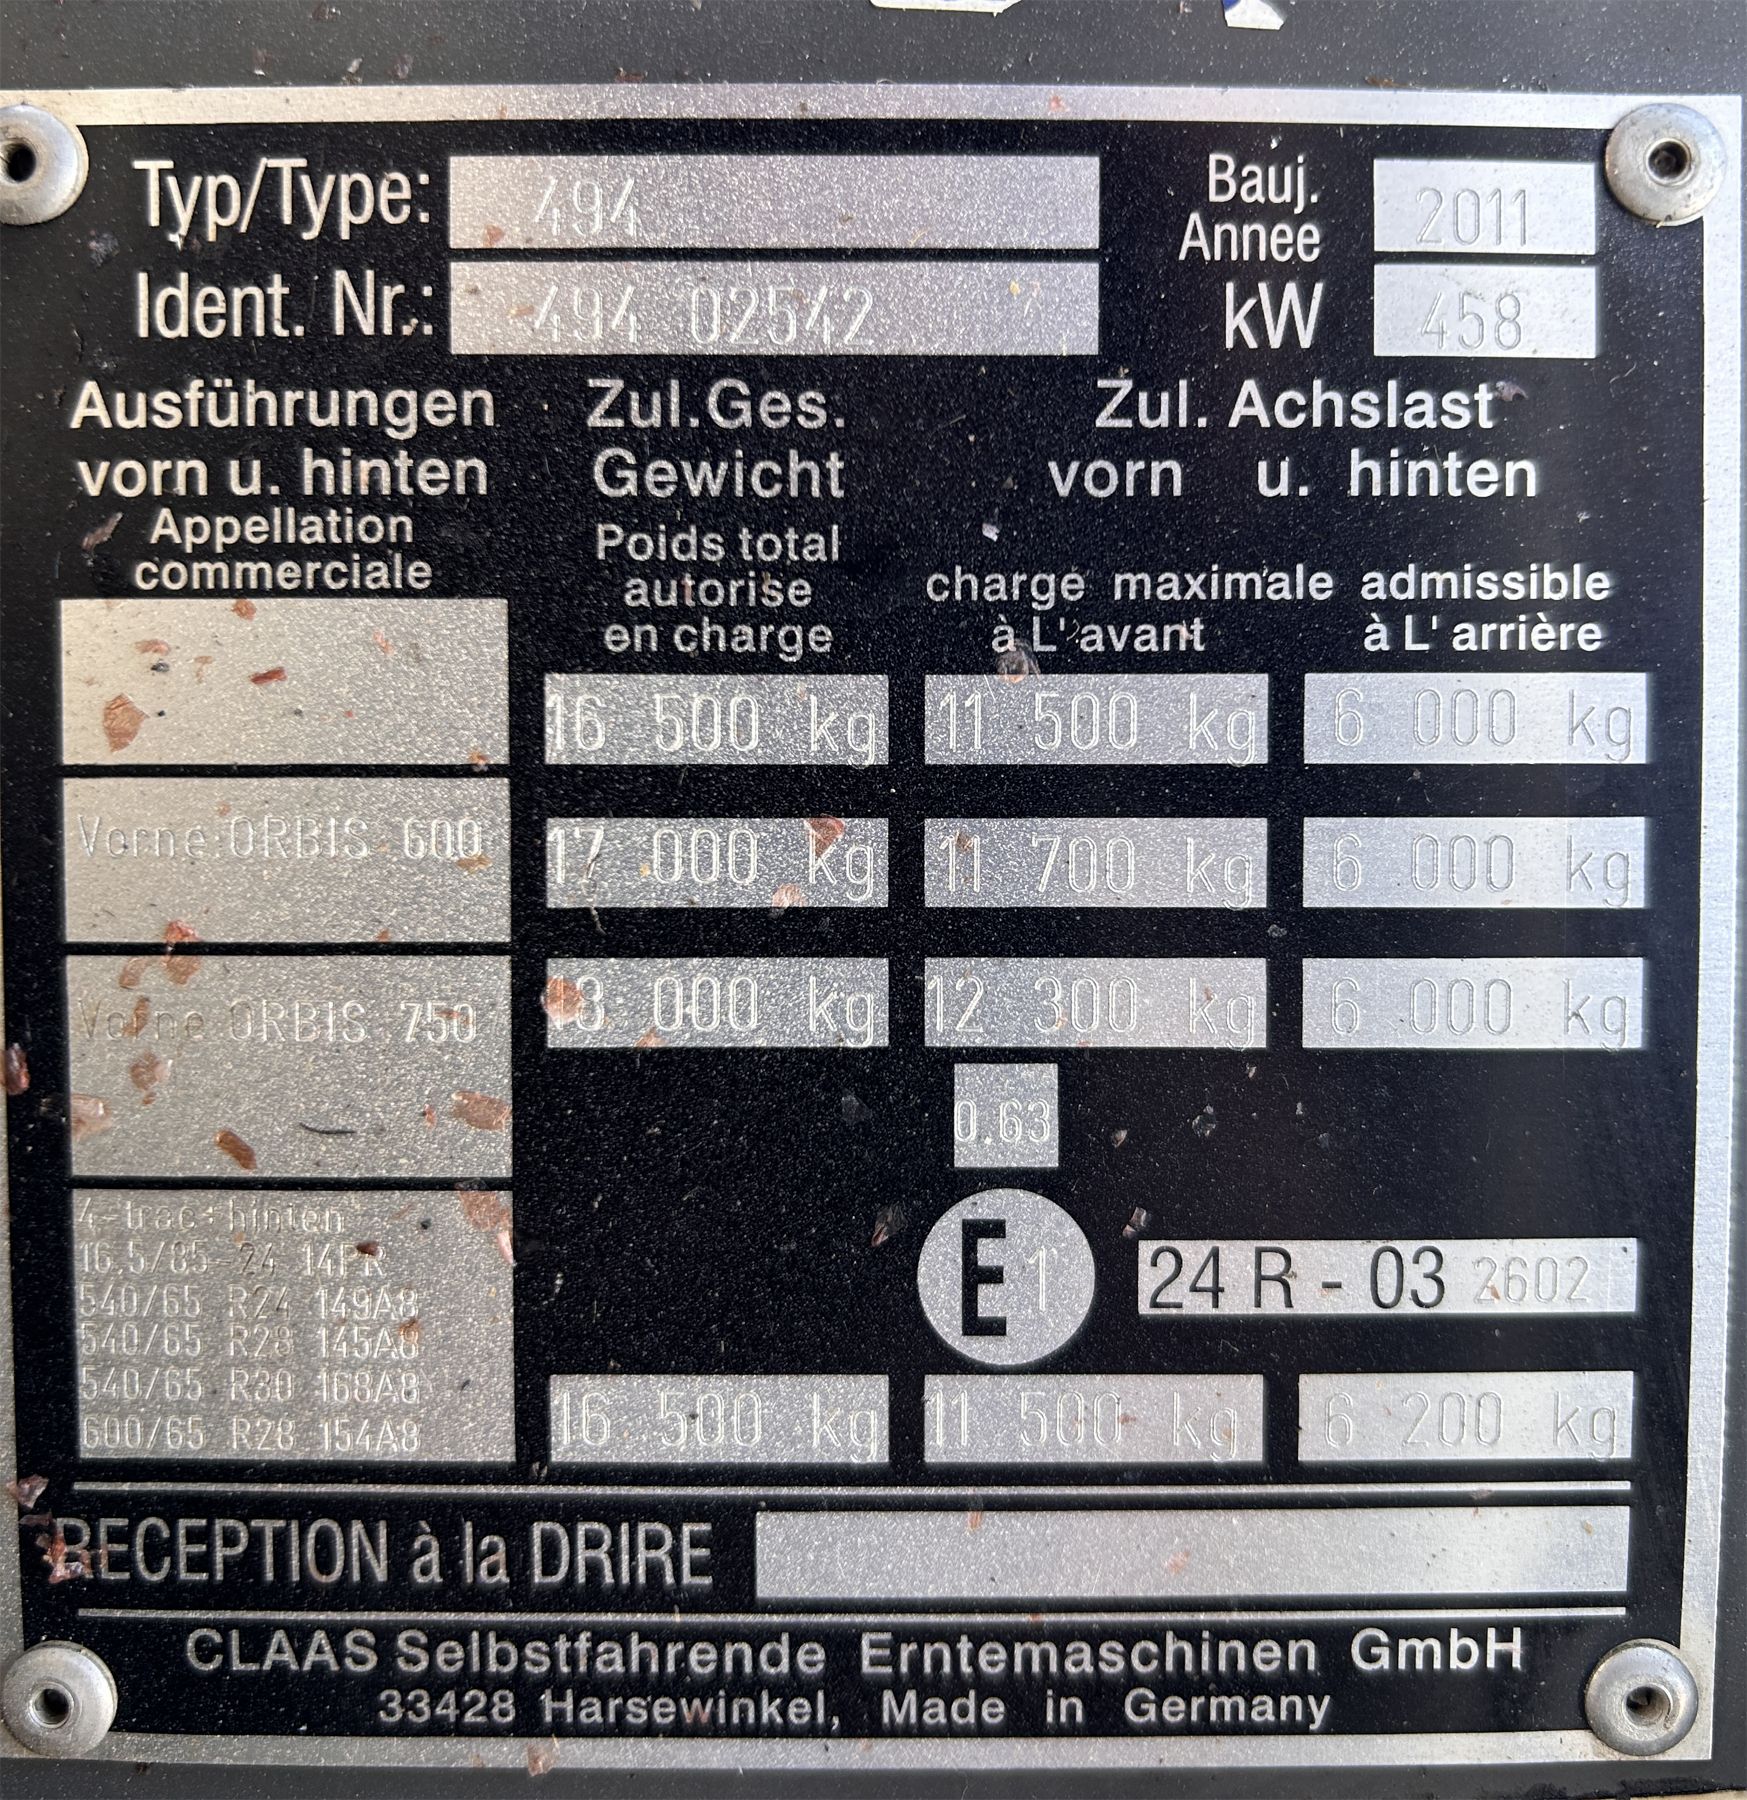 Typ/Type: 494
Bauj. Annee 2011
Ident. Nr.: 494 02542
kW 458
Ausführungen vorn u. hinten
Appellation commerciale
Zul.Ges. Gewicht
Poids total autorise en charge
Zul. Achslast
vorn u. hinten
charge maximale admissible
à L' avant à L' arrière
16 500 kg 11 500 kg 6 000 kg
Vorne:ORBIS 600 17 000 kg 11 700 kg 6 000 kg
Vorne:ORBIS 750 18 000 kg 12 300 kg 6 000 kg
0.63
E 1 24 R - 03 2602
4-trac:hinten
16.5/85-24 14PR
540/65 R24 149A8
540/65 R28 145A8
540/65 R30 168A8
600/65 R28 154A8
16 500 kg 11 500 kg 6 200 kg
RECEPTION à la DRIRE
CLAAS Selbstfahrende Erntemaschinen GmbH
33428 Harsewinkel, Made in Germany